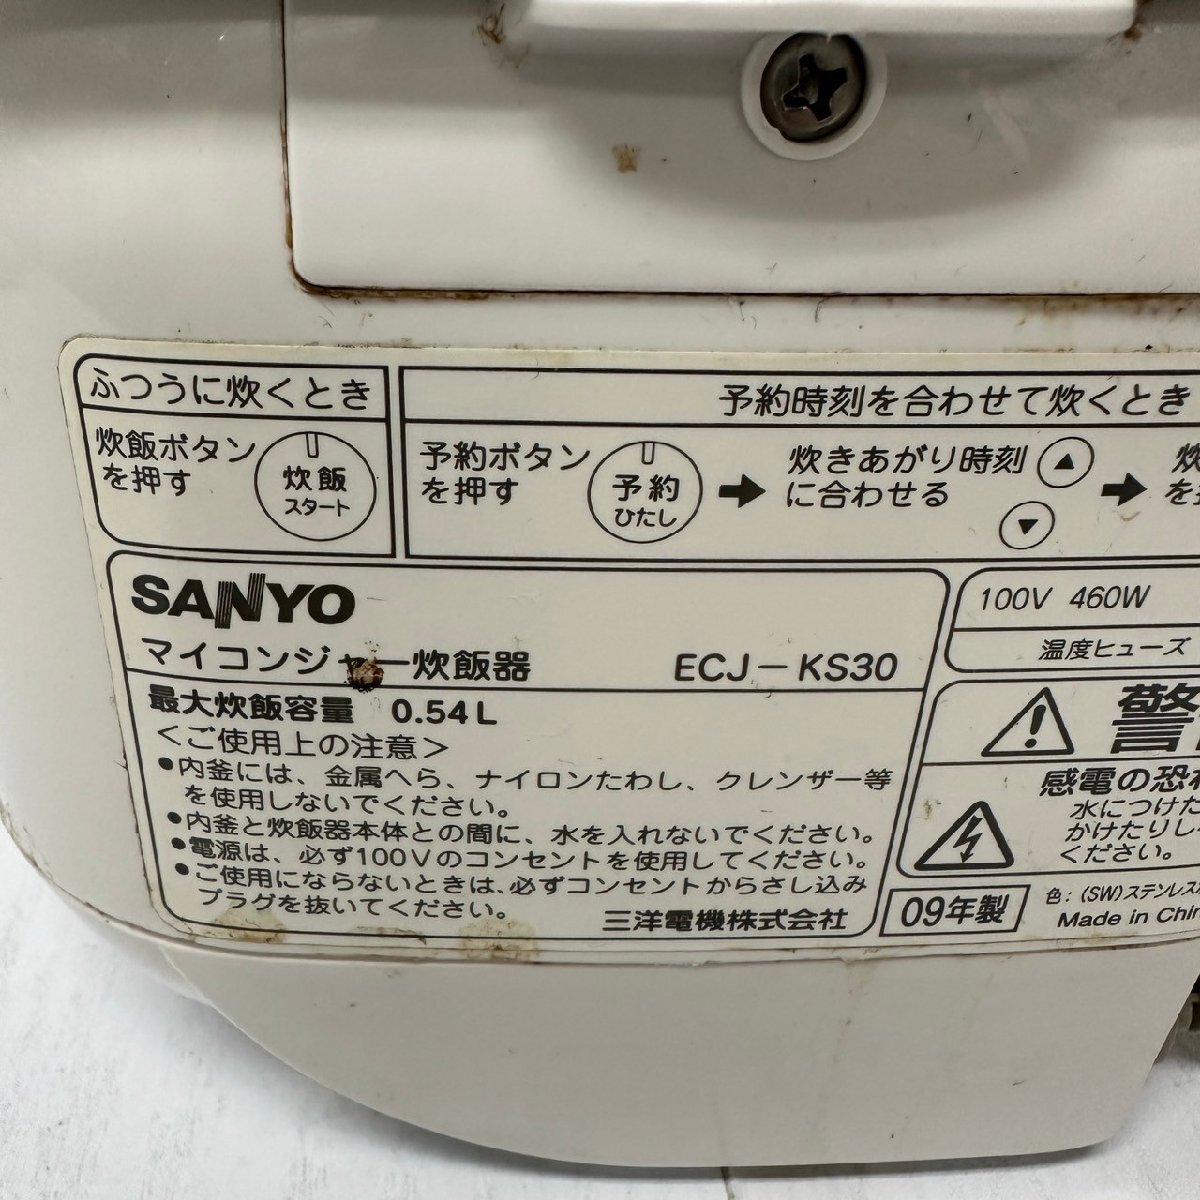 ふつうに炊くとき
炊飯ボタン
を押す
炊飯
スタート
予約時刻を合わせて炊くとき
予約ボタン
を押す
予約
ひたし
炊きあがり時刻
に合わせる
を
SANYO
マイコンジャー炊飯器 ECJ-KS30
最大炊飯容量 0.54L
<ご使用上の注意>
•内釜には、金属へら、ナイロンたわし、クレンザー等
を使用しないでください。
•内釜と炊飯器本体との間に、水を入れないでください。
•電源は、必ず100Vのコンセントを使用してください。
•ご使用にならないときは、必ずコンセントからさし込み
プラグを抜いてください。
三洋電機株式会社
100V 460W
温度ヒューズ
警
感電の恐
水につけた
かけたりし
ください。
09年製
色:(SW)ステンレス
Made in Chin